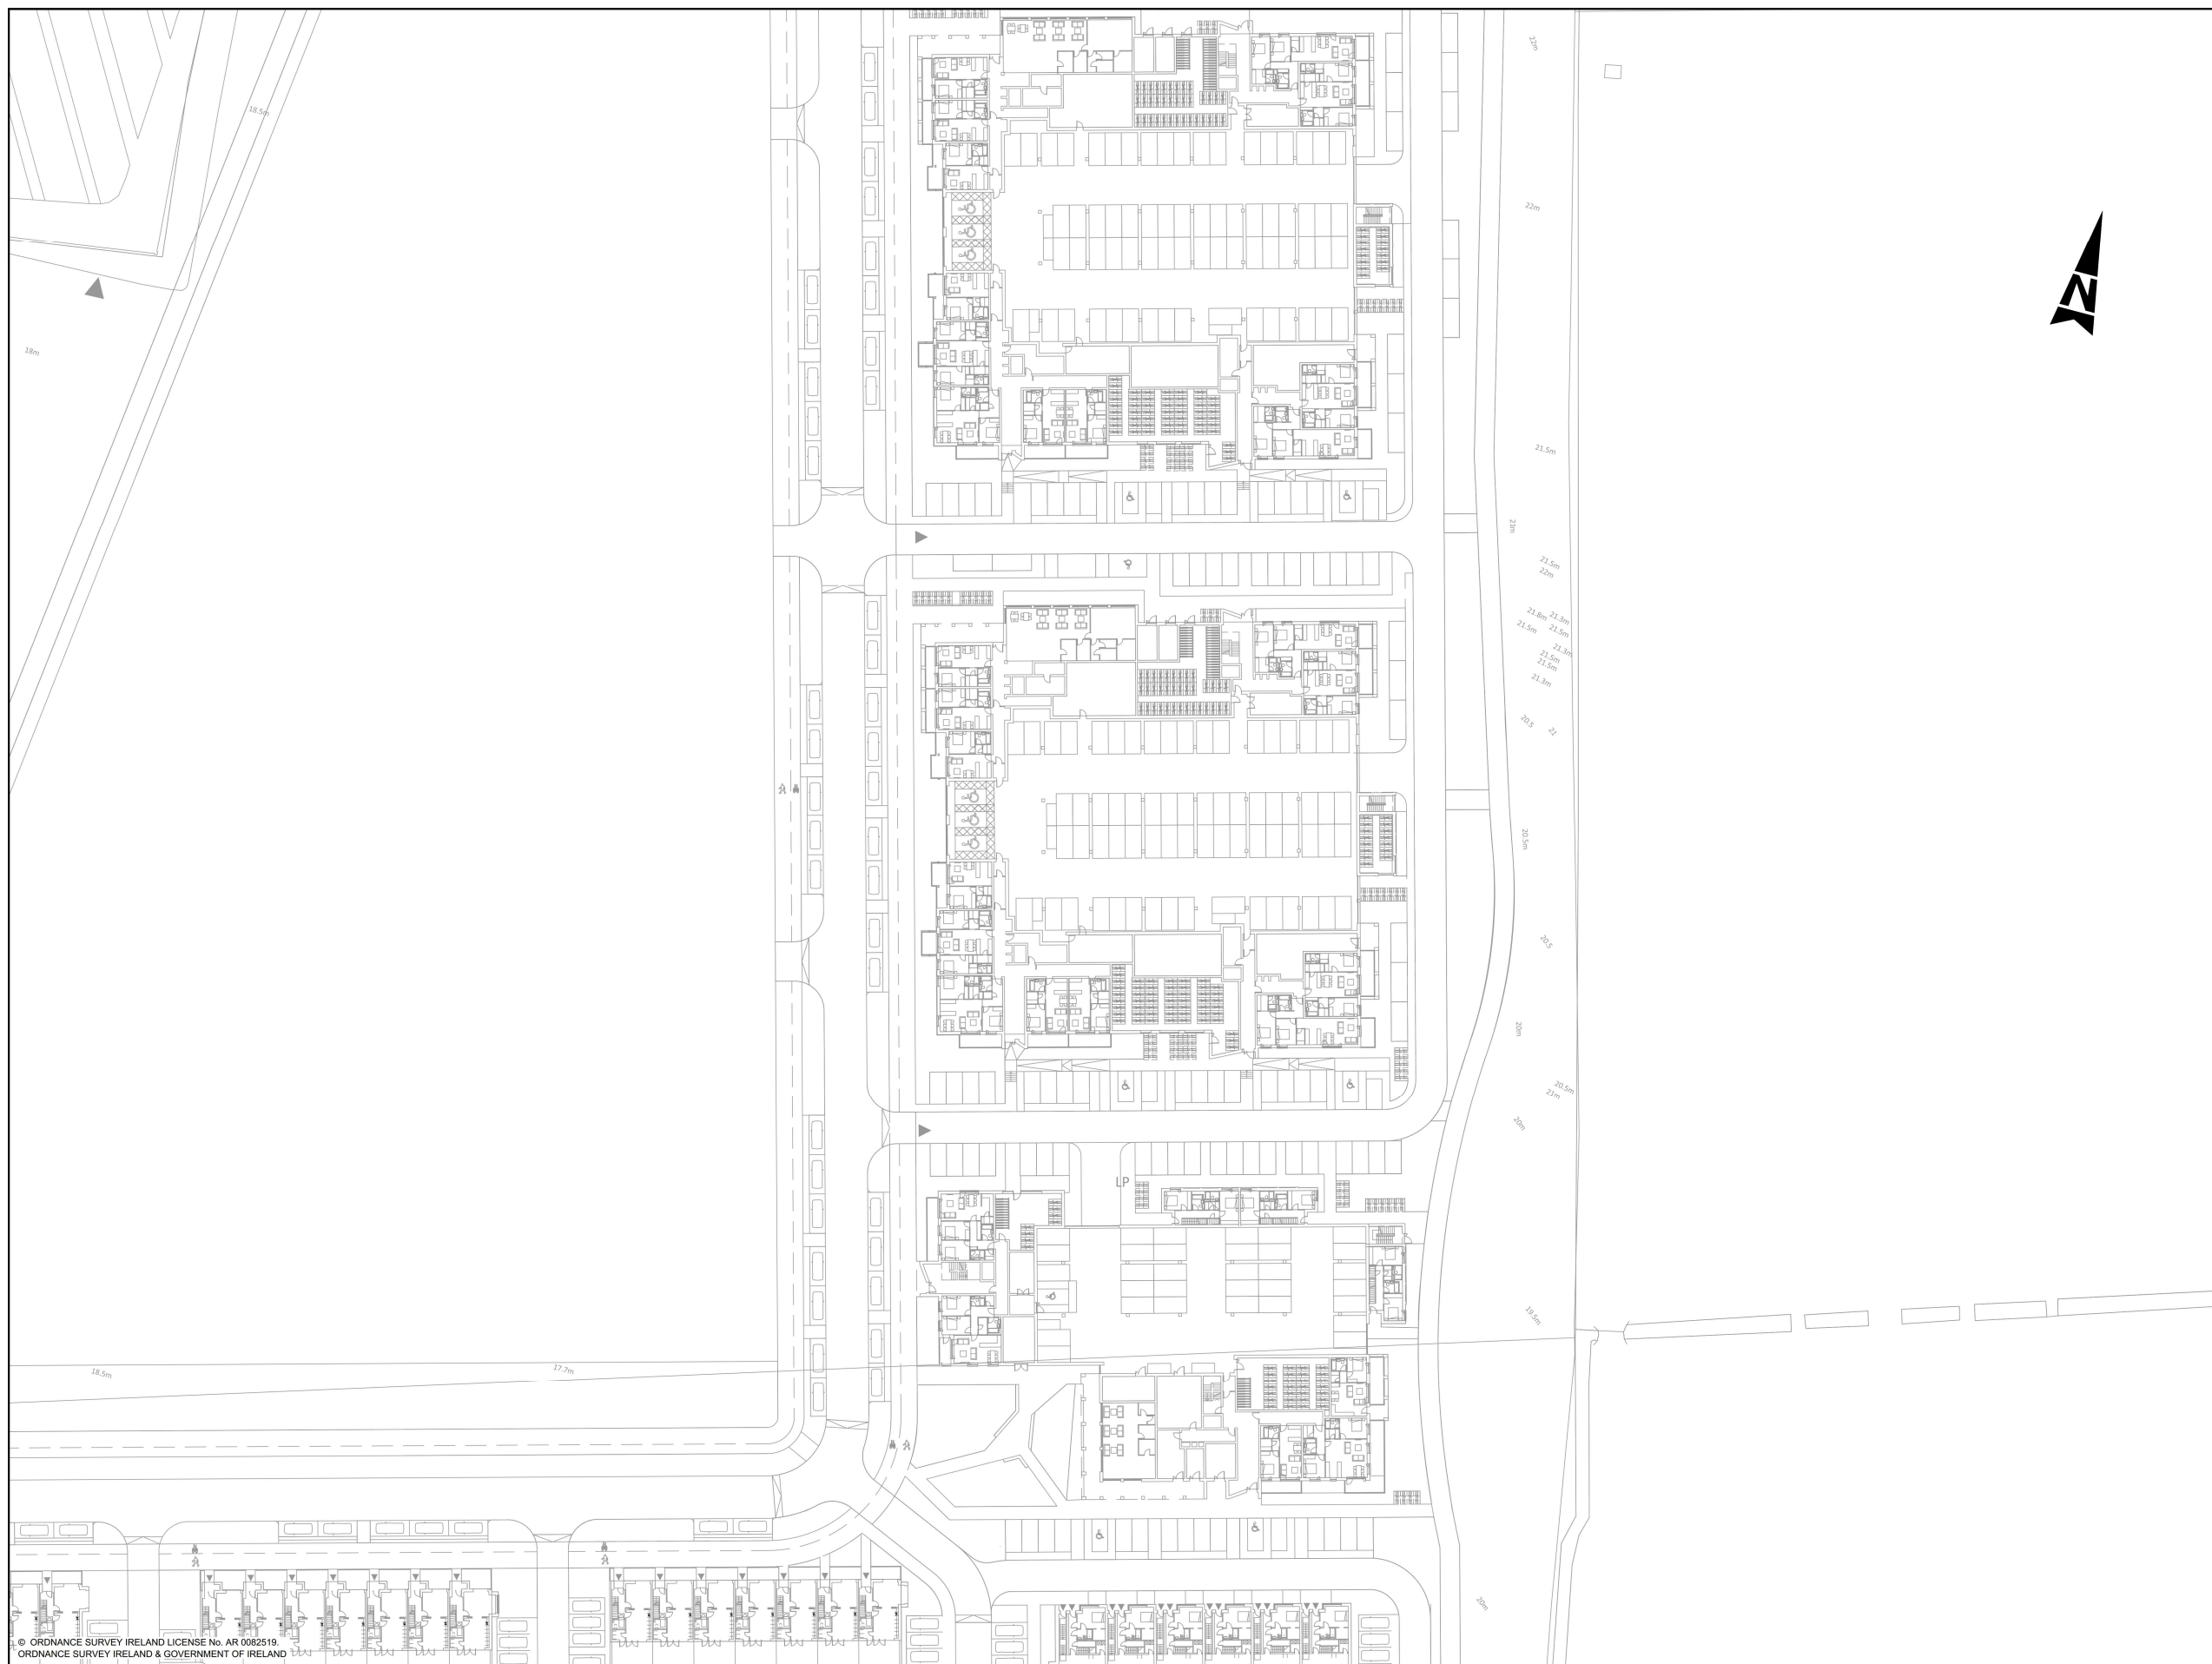 22m
18.5m
22m
N
18m
21.5m
21m
21.5m
22m
21.8m
21.3m
21.5m
21.5m
21.3m
21.5m
21.5m
21.3m
20.5
21
20.5m
20.5
20m
20.5m
21m
20m
LP
19.5m
17.7m
18.5m
20m
© ORDNANCE SURVEY IRELAND LICENSE No. AR 0082519.
ORDNANCE SURVEY IRELAND & GOVERNMENT OF IRELAND